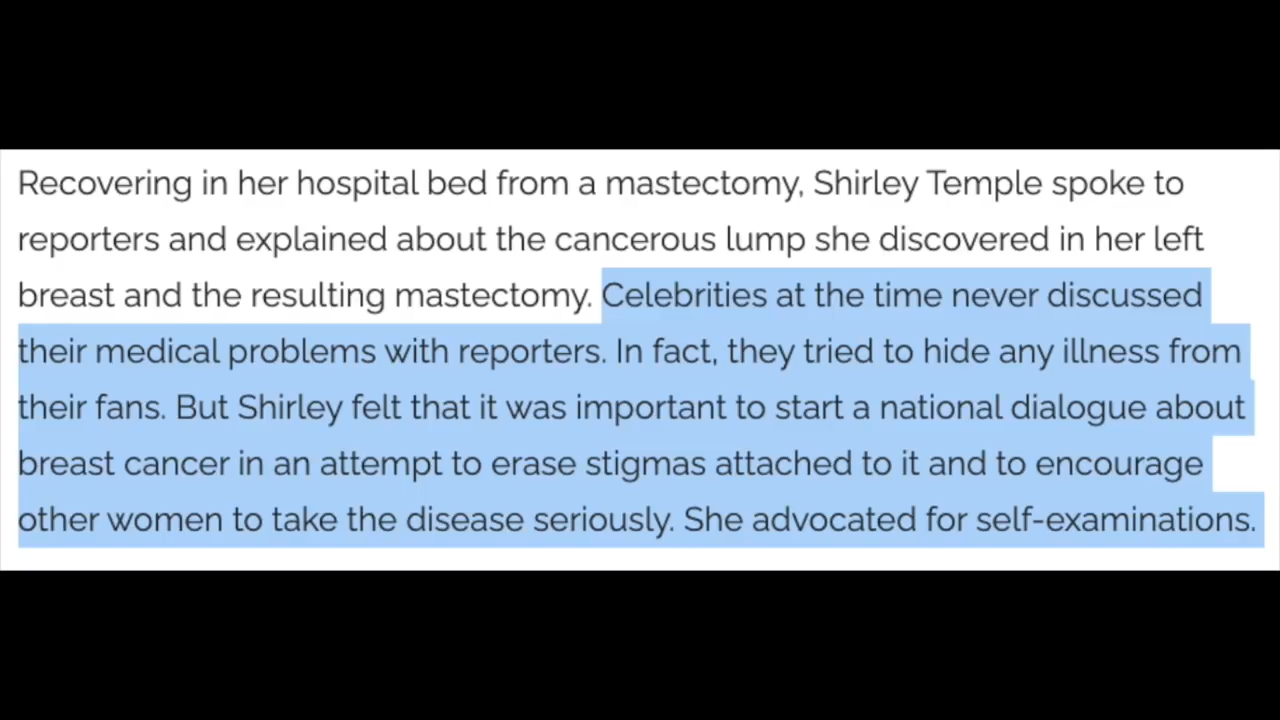 Recovering in her hospital bed from a mastectomy, Shirley Temple spoke to
reporters and explained about the cancerous lump she discovered in her left
breast and the resulting mastectomy. Celebrities at the time never discussed
their medical problems with reporters. In fact, they tried to hide any illness from
their fans. But Shirley felt that it was important to start a national dialogue about
breast cancer in an attempt to erase stigmas attached to it and to encourage
other women to take the disease seriously. She advocated for self-examinations.